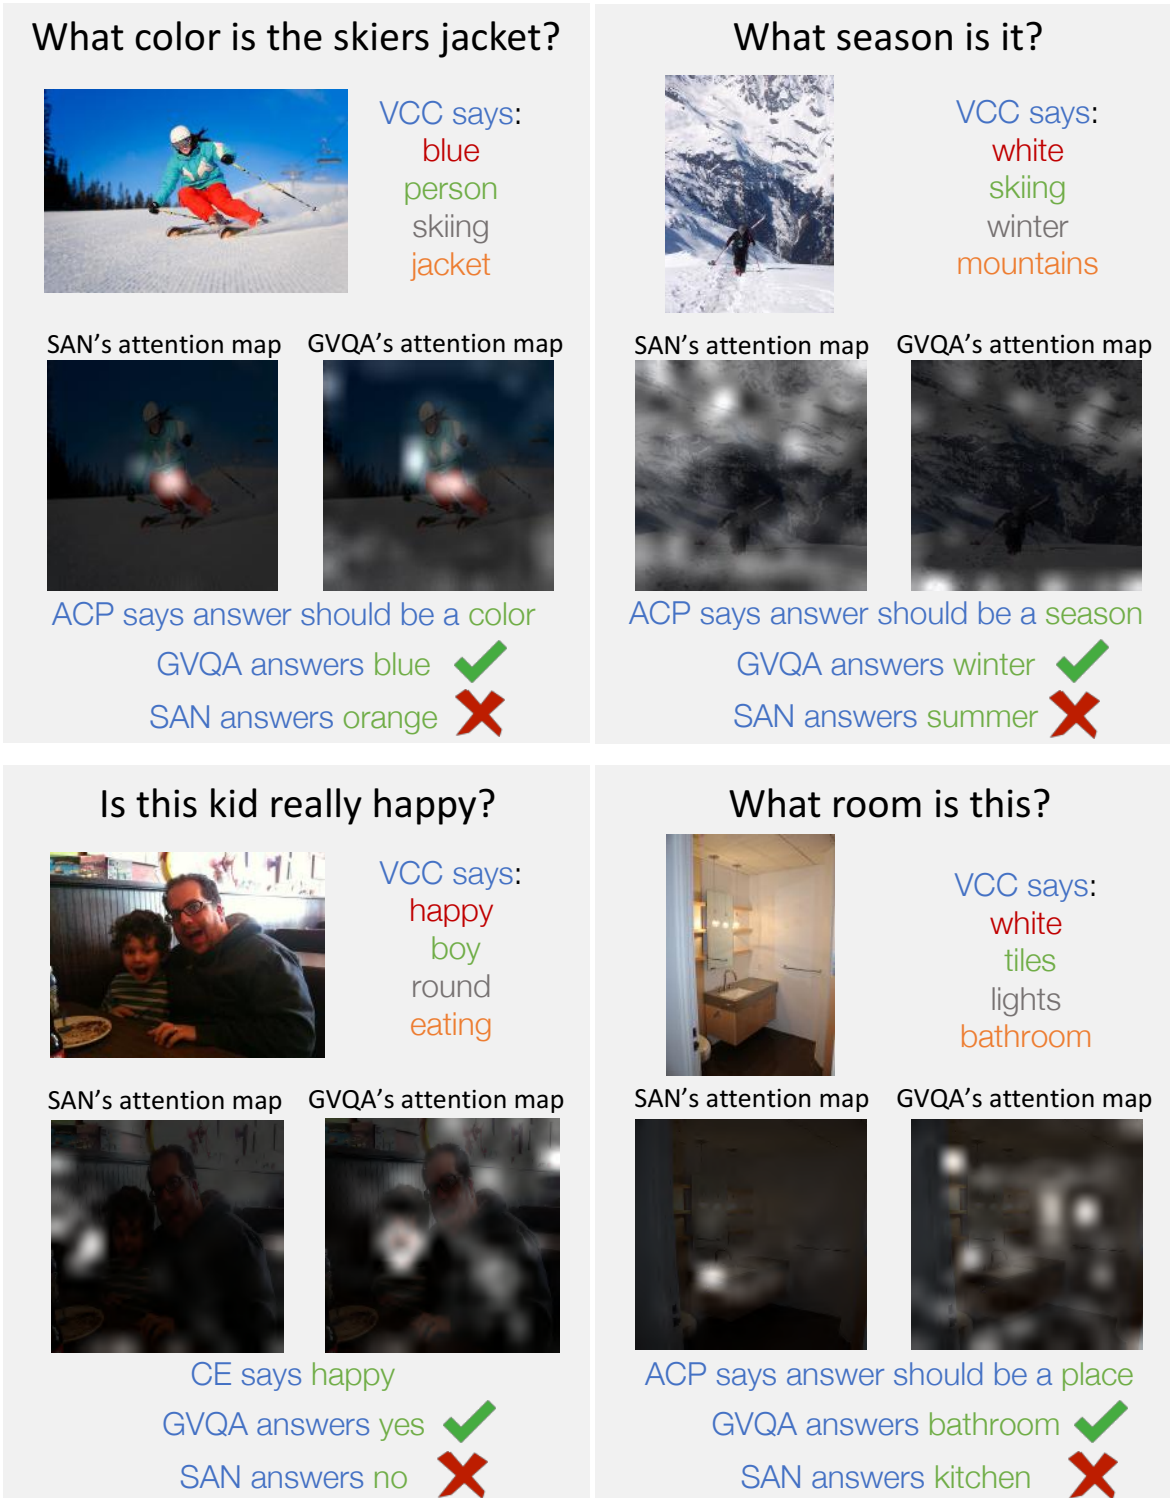 What color is the skiers jacket?
VCC says:
blue
person
skiing
jacket
SAN's attention map
GVQA's attention map
ACP says answer should be a color
GVQA answers blue
SAN answers orange
What season is it?
VCC says:
white
skiing
winter
mountains
SAN's attention map
GVQA's attention map
ACP says answer should be a season
GVQA answers winter
SAN answers summer
Is this kid really happy?
VCC says:
happy
boy
round
eating
SAN's attention map
GVQA's attention map
CE says happy
GVQA answers yes
SAN answers no
What room is this?
VCC says:
white
tiles
lights
bathroom
SAN's attention map
GVQA's attention map
ACP says answer should be a place
GVQA answers bathroom
SAN answers kitchen